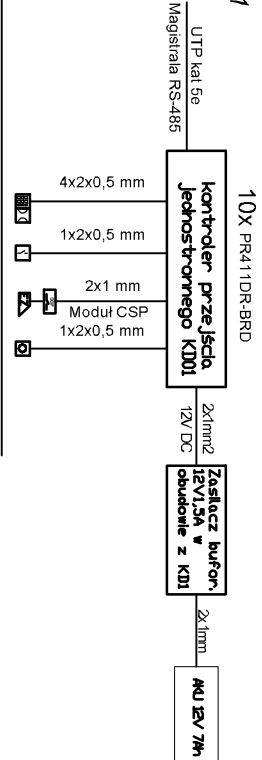 1
UTP kat 5e
Magistrala RS-485
10x PR411DR-BRD
kontroler przejścia
jednostronnego KD01
4x2x0,5 mm
1x2x0,5 mm
2x1 mm
Moduł CSP
1x2x0,5 mm
EZ
2x1mm2
12V DC
Zasilacz bufor.
12V1,5A w
obudowie z KD1
2x1mm
AKU 12V 7Ah